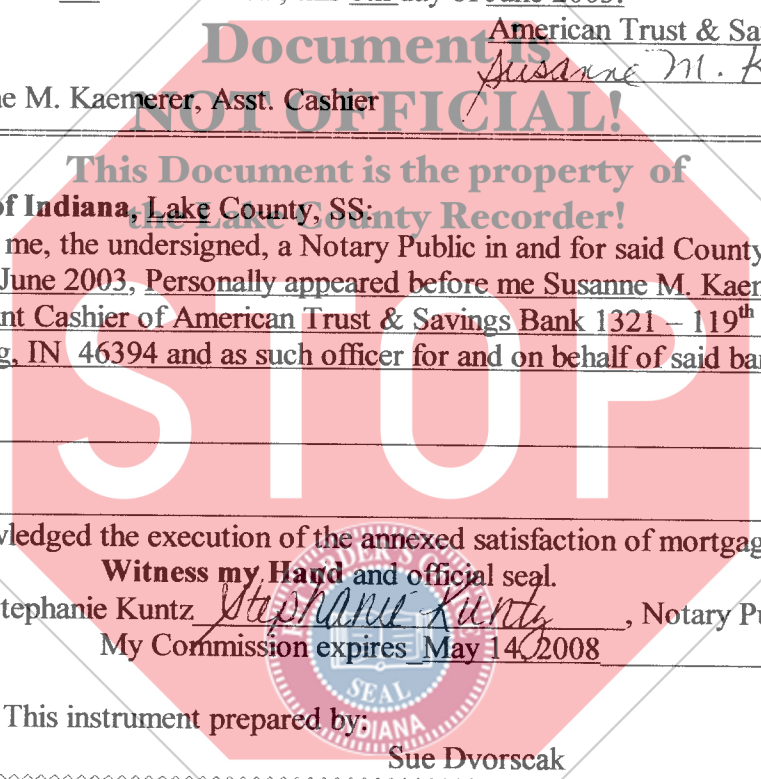 American Trust & Sa
Document is
Susanne M. K
e M. Kaemerer, Asst. Cashier
NOT OFFICIAL!
This Document is the property of
of Indiana, Lake County, SS:
the Lake County Recorder!
me, the undersigned, a Notary Public in and for said County
June 2003, Personally appeared before me Susanne M. Kaem
nt Cashier of American Trust & Savings Bank 1321 – 119th
g, IN 46394 and as such officer for and on behalf of said ban
STOP
wledged the execution of the annexed satisfaction of mortgag
Witness my Hand and official seal.
Stephanie Kuntz Stephanie Kuntz, Notary Pu
My Commission expires May 14, 2008
SEAL
INDIANA
This instrument prepared by:
Sue Dvorscak